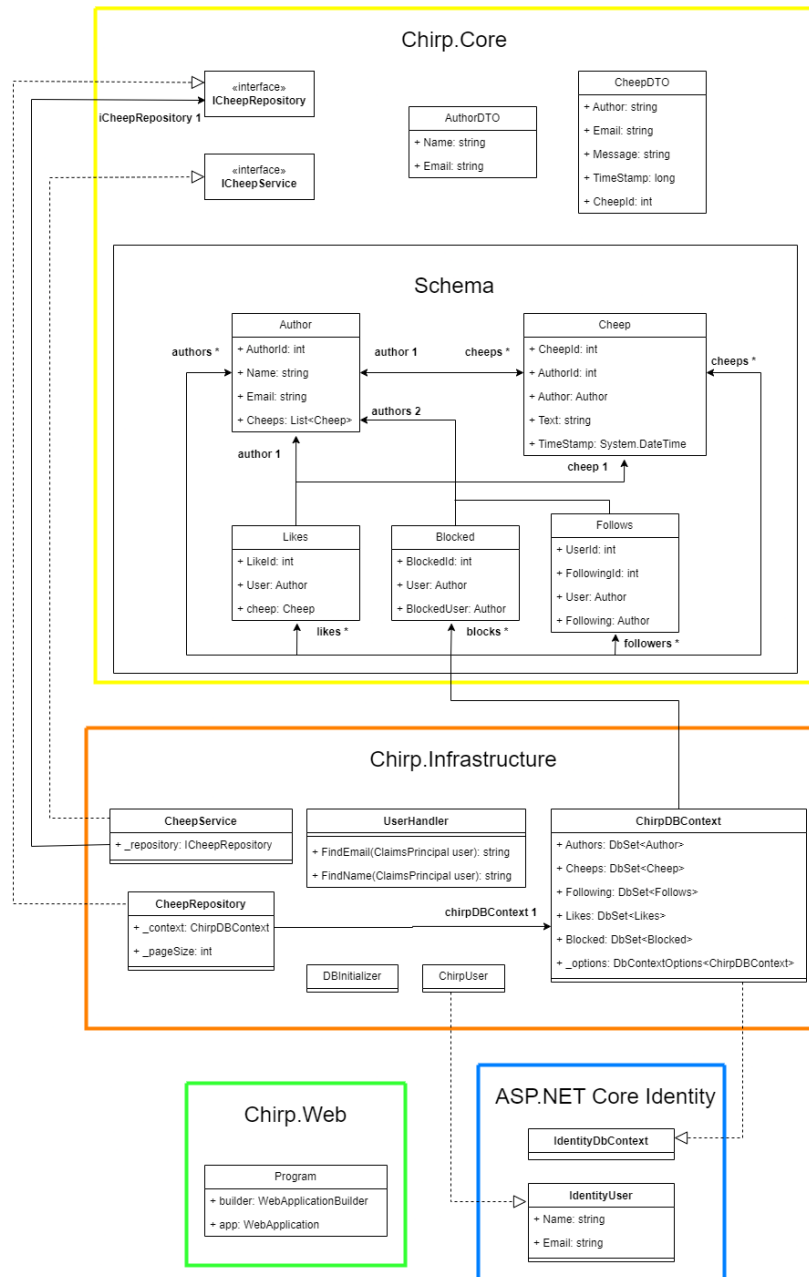 Chirp.Core
«interface»
ICheepRepository
iCheepRepository 1
«interface»
ICheepService
AuthorDTO
+ Name: string
+ Email: string
CheepDTO
+ Author: string
+ Email: string
+ Message: string
+ TimeStamp: long
+ CheepId: int
Schema
Author
+ AuthorId: int
+ Name: string
+ Email: string
+ Cheeps: List<Cheep>
Cheep
+ CheepId: int
+ AuthorId: int
+ Author: Author
+ Text: string
+ TimeStamp: System.DateTime
authors *
author 1
cheeps *
cheeps *
authors 2
author 1
cheep 1
Likes
+ LikeId: int
+ User: Author
+ cheep: Cheep
Blocked
+ BlockedId: int
+ User: Author
+ BlockedUser: Author
Follows
+ UserId: int
+ FollowingId: int
+ User: Author
+ Following: Author
likes *
blocks *
followers *
Chirp.Infrastructure
CheepService
+ _repository: ICheepRepository
UserHandler
+ FindEmail(ClaimsPrincipal user): string
+ FindName(ClaimsPrincipal user): string
ChirpDBContext
+ Authors: DbSet<Author>
+ Cheeps: DbSet<Cheep>
+ Following: DbSet<Follows>
+ Likes: DbSet<Likes>
+ Blocked: DbSet<Blocked>
+ _options: DbContextOptions<ChirpDBContext>
CheepRepository
+ _context: ChirpDBContext
+ _pageSize: int
chirpDBContext 1
DBInitializer
ChirpUser
Chirp.Web
Program
+ builder: WebApplicationBuilder
+ app: WebApplication
ASP.NET Core Identity
IdentityDbContext
IdentityUser
+ Name: string
+ Email: string